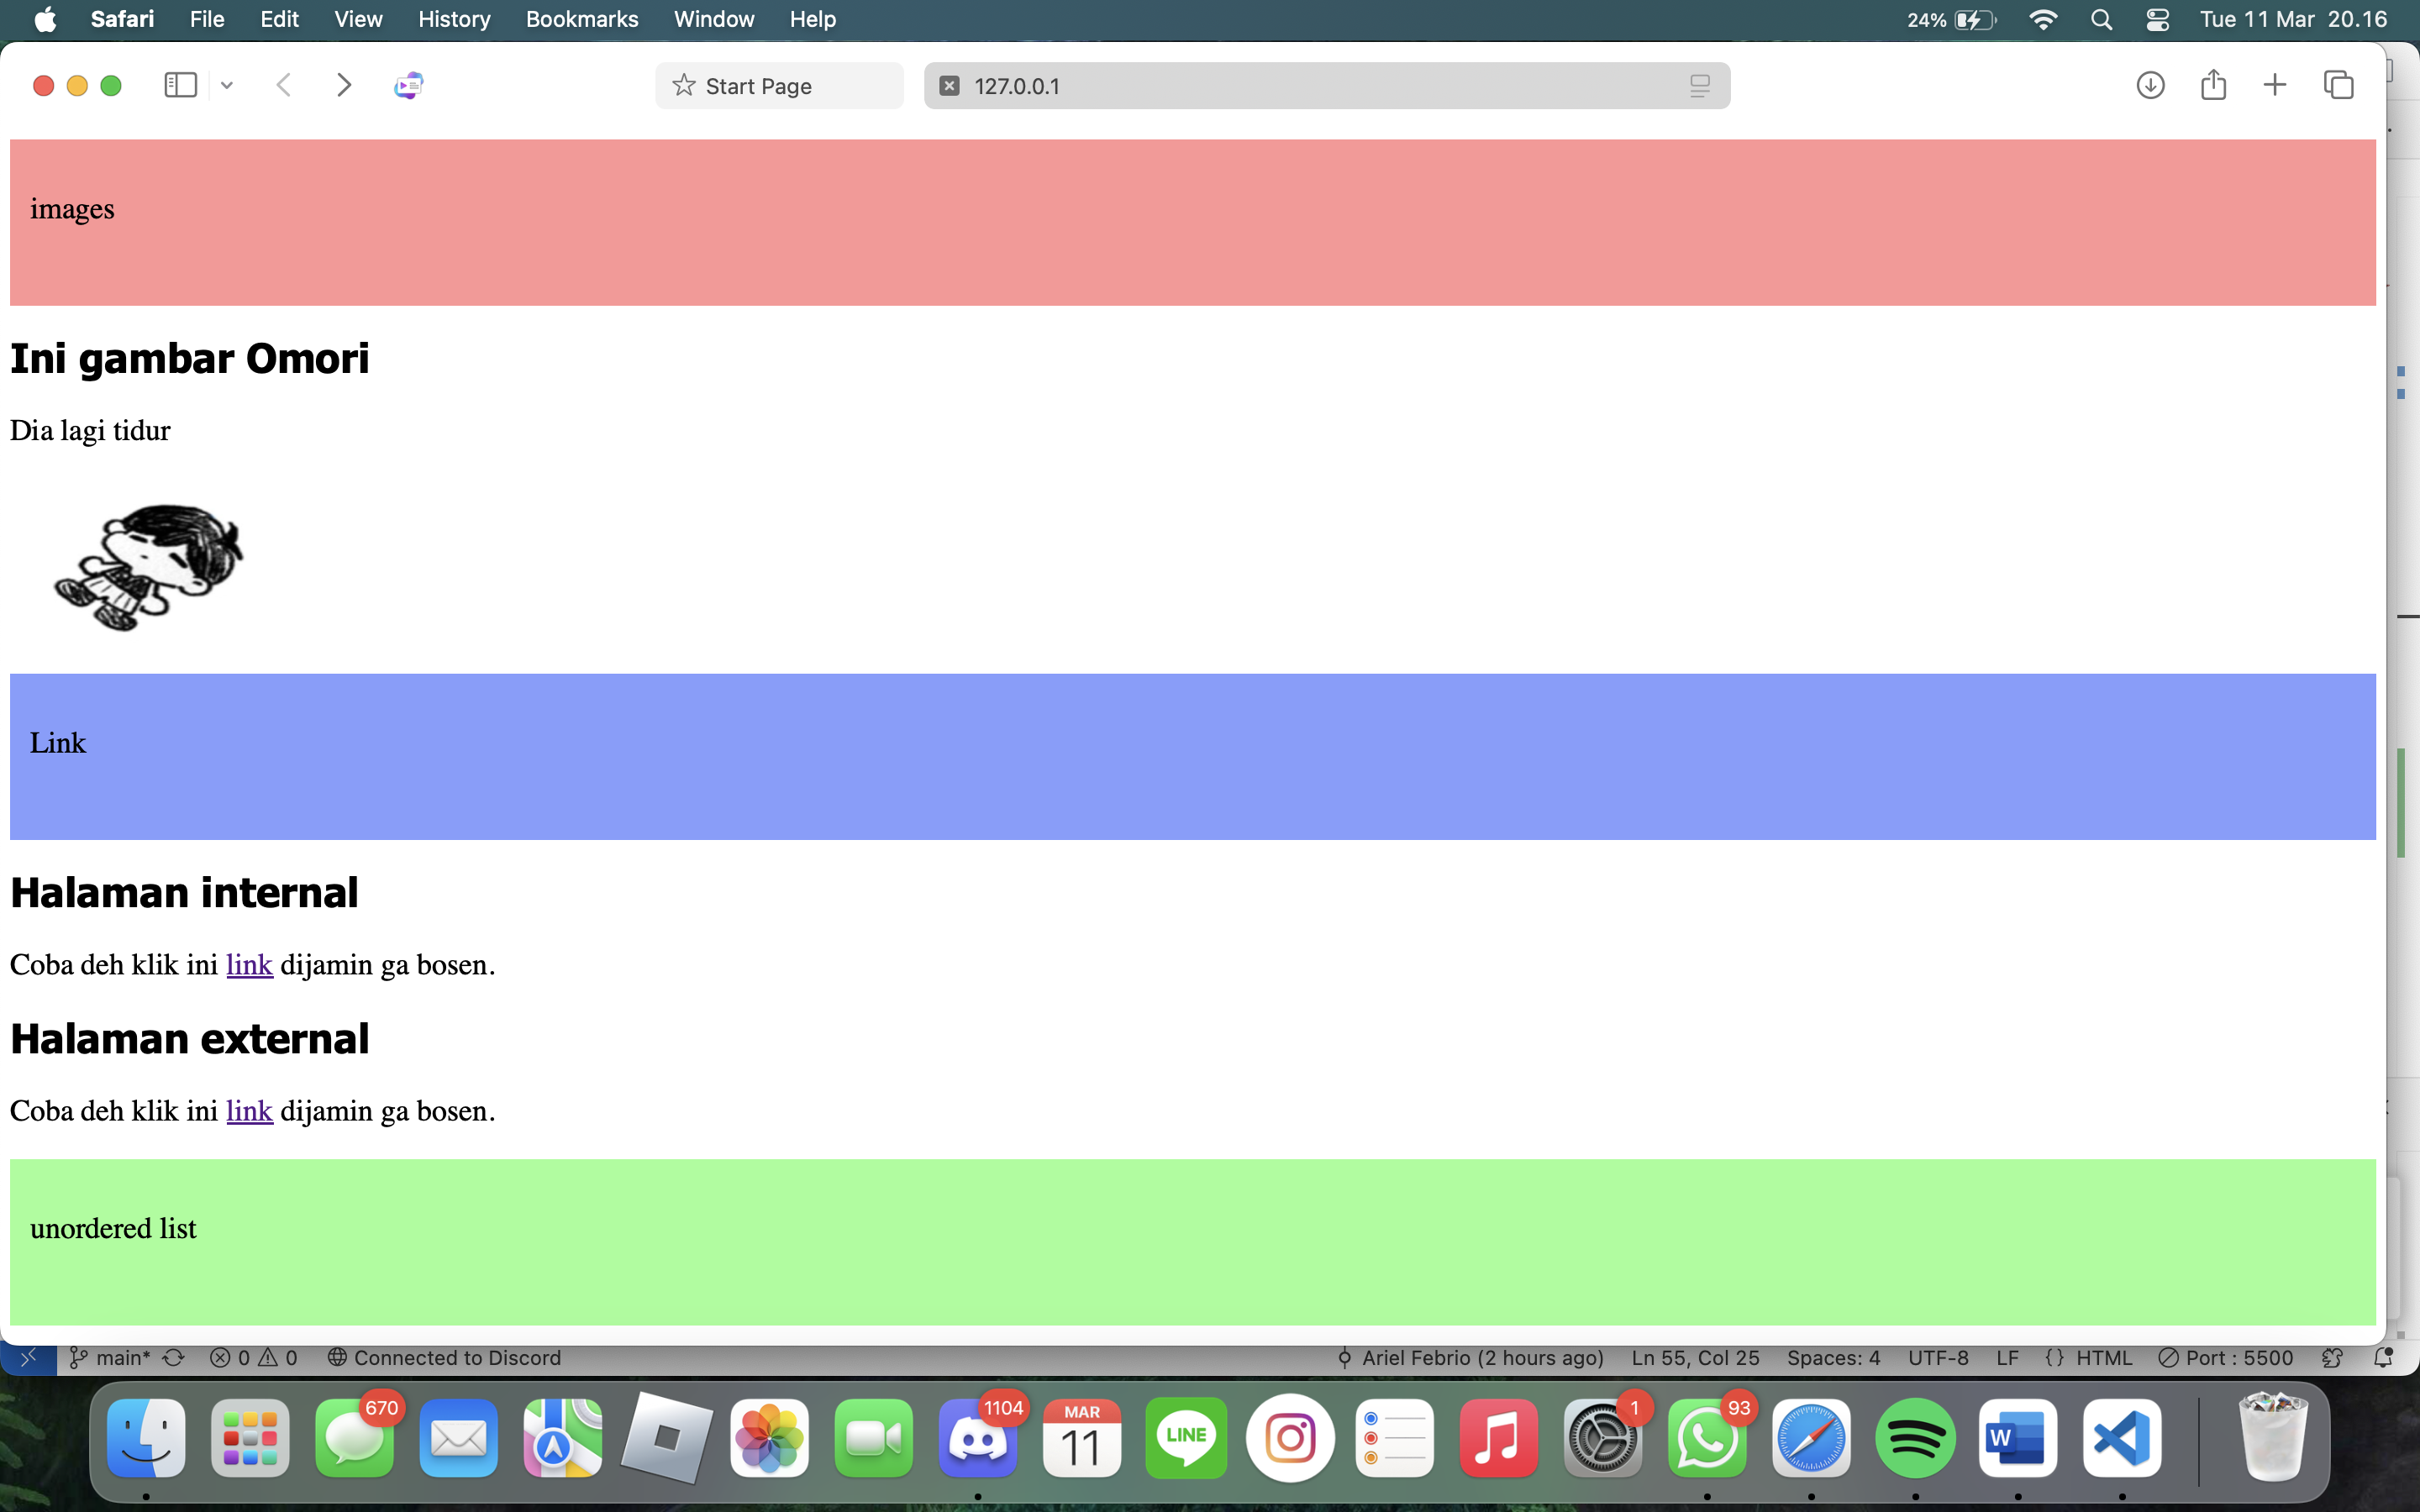 Safari File Edit View History Bookmarks Window Help 24% Tue 11 Mar 20.16
Start Page 127.0.0.1
images
Ini gambar Omori
Dia lagi tidur
Link
Halaman internal
Coba deh klik ini link dijamin ga bosen.
Halaman external
Coba deh klik ini link dijamin ga bosen.
unordered list
main* 0 0 Connected to Discord Ariel Febrio (2 hours ago) Ln 55, Col 25 Spaces: 4 UTF-8 LF {} HTML Port : 5500
670 1104 MAR 11 LINE 1 93 W